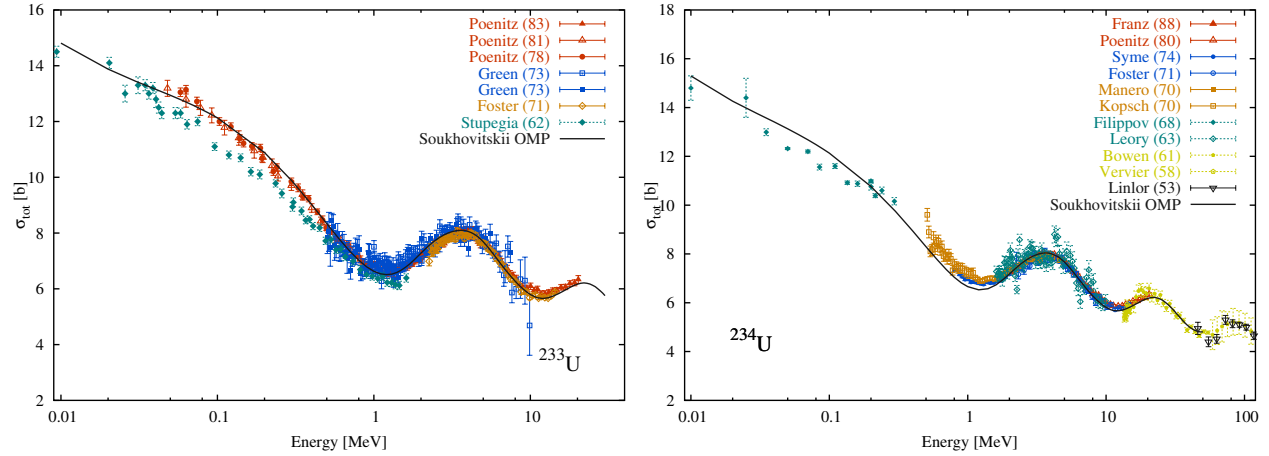 16
14
12
10
8
6
4
2
σtot [b]
0.01
0.1
1
10
Energy [MeV]
Poenitz (83)
Poenitz (81)
Poenitz (78)
Green (73)
Green (73)
Foster (71)
Stupegia (62)
Soukhovitskii OMP
233U
18
16
14
12
10
8
6
4
2
σtot [b]
0.01
0.1
1
10
100
Energy [MeV]
Franz (88)
Poenitz (80)
Syme (74)
Foster (71)
Manero (70)
Kopsch (70)
Filippov (68)
Leory (63)
Bowen (61)
Vervier (58)
Linlor (53)
Soukhovitskii OMP
234U